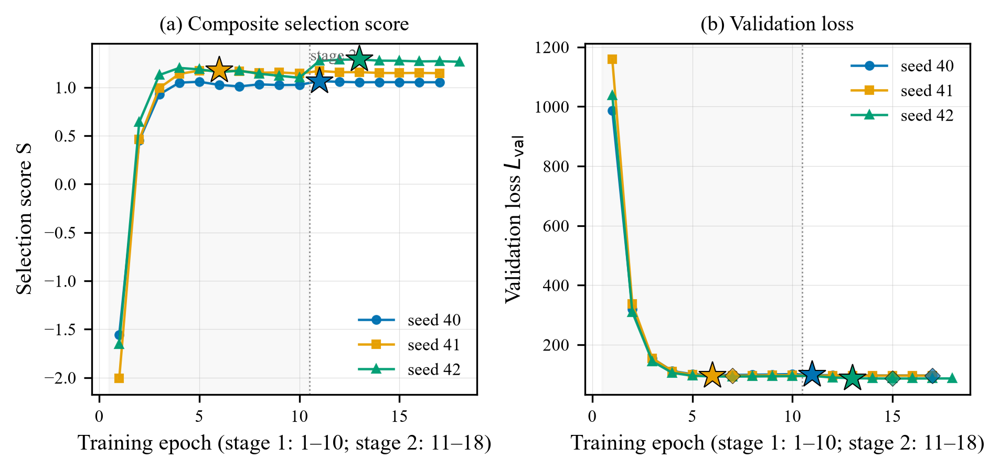 (a) Composite selection score
Selection score S
1.0
0.5
0.0
−0.5
−1.0
−1.5
−2.0
stage 2
seed 40
seed 41
seed 42
0 5 10 15
Training epoch (stage 1: 1–10; stage 2: 11–18)
(b) Validation loss
Validation loss Lval
1200
1000
800
600
400
200
seed 40
seed 41
seed 42
0 5 10 15
Training epoch (stage 1: 1–10; stage 2: 11–18)